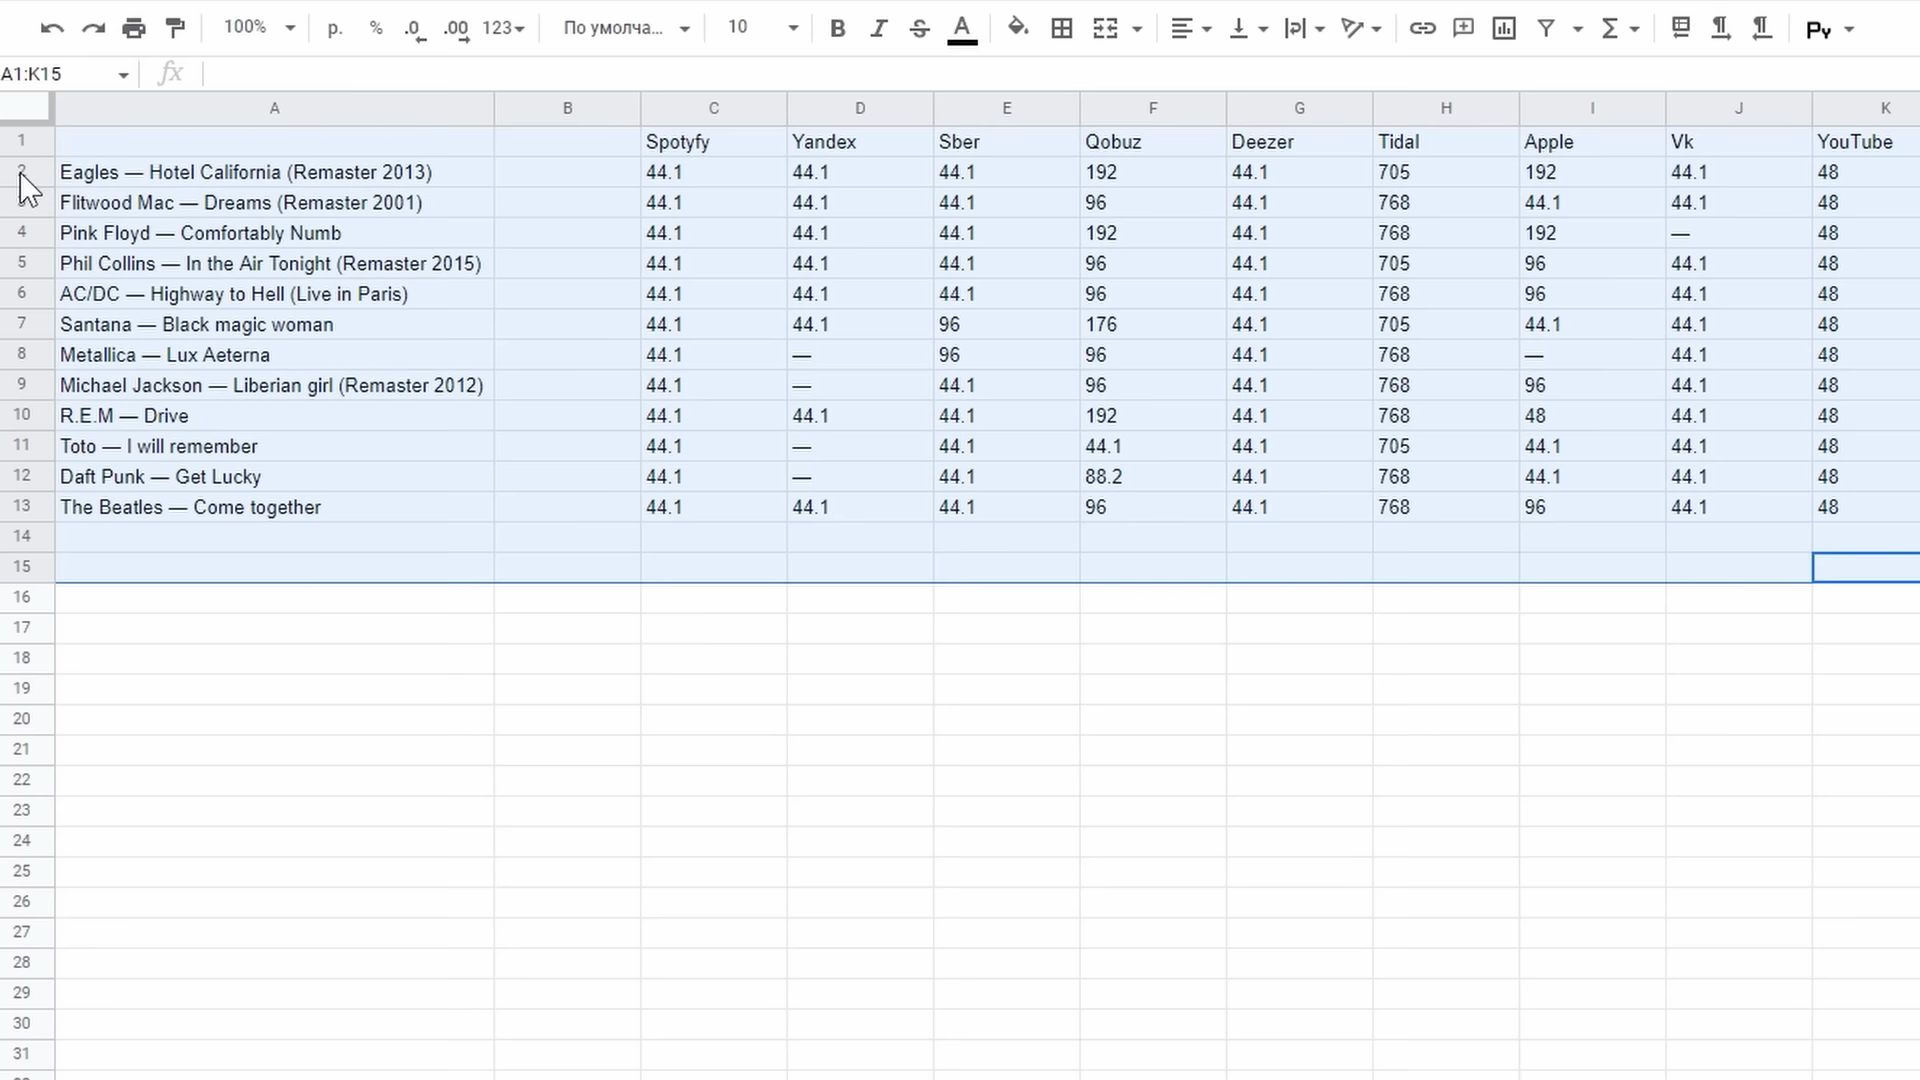 100% р. % .0 .00 123 По умолча... 10 B I S A Σ Ру
A1:K15 fx
A B C D E F G H I J K
1 Spotyfy Yandex Sber Qobuz Deezer Tidal Apple Vk YouTube
2 Eagles — Hotel California (Remaster 2013) 44.1 44.1 44.1 192 44.1 705 192 44.1 48
3 Flitwood Mac — Dreams (Remaster 2001) 44.1 44.1 44.1 96 44.1 768 44.1 44.1 48
4 Pink Floyd — Comfortably Numb 44.1 44.1 44.1 192 44.1 768 192 — 48
5 Phil Collins — In the Air Tonight (Remaster 2015) 44.1 44.1 44.1 96 44.1 705 96 44.1 48
6 AC/DC — Highway to Hell (Live in Paris) 44.1 44.1 44.1 96 44.1 768 96 44.1 48
7 Santana — Black magic woman 44.1 44.1 96 176 44.1 705 44.1 44.1 48
8 Metallica — Lux Aeterna 44.1 — 96 96 44.1 768 — 44.1 48
9 Michael Jackson — Liberian girl (Remaster 2012) 44.1 — 44.1 96 44.1 768 96 44.1 48
10 R.E.M — Drive 44.1 44.1 44.1 192 44.1 768 48 44.1 48
11 Toto — I will remember 44.1 — 44.1 44.1 44.1 705 44.1 44.1 48
12 Daft Punk — Get Lucky 44.1 — 44.1 88.2 44.1 768 44.1 44.1 48
13 The Beatles — Come together 44.1 44.1 44.1 96 44.1 768 96 44.1 48
14
15
16
17
18
19
20
21
22
23
24
25
26
27
28
29
30
31